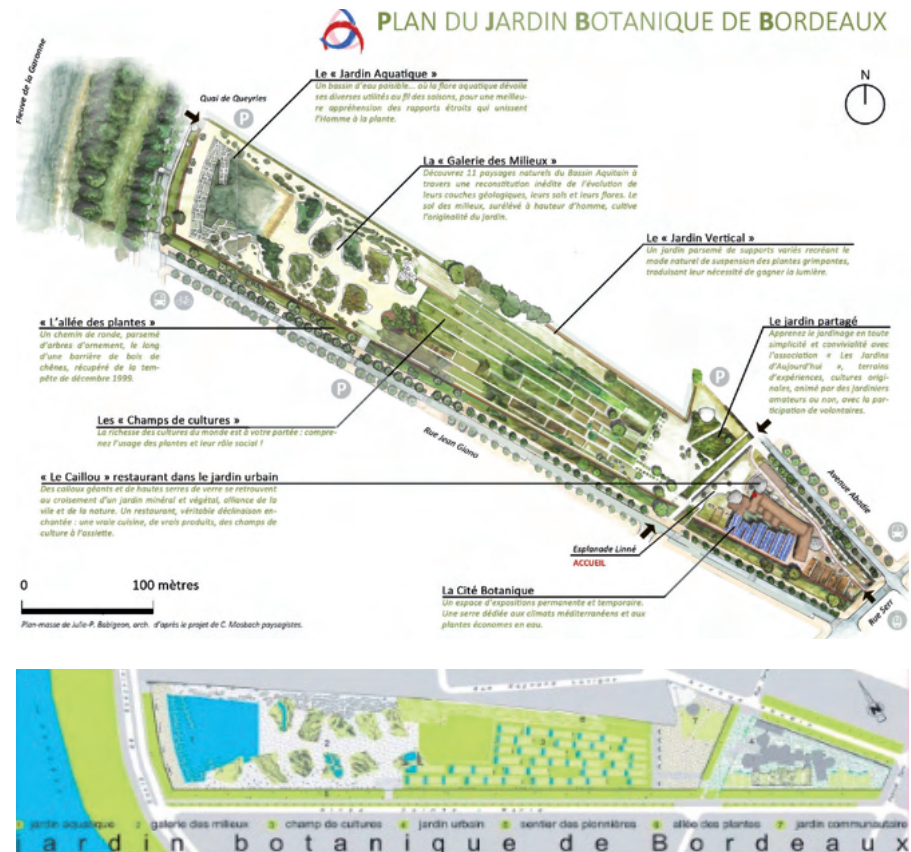 PLAN DU JARDIN BOTANIQUE DE BORDEAUX
Fleuve de la Garonne
Quai de Queyries
P
N
Le « Jardin Aquatique »
Un bassin d'eau paisible... où la flore aquatique dévoile
ses diverses utilités au fil des saisons, pour une meilleu-
re appréhension des rapports étroits qui unissent
l'Homme à la plante.
La « Galerie des Milieux »
Découvrez 11 paysages naturels du Bassin Aquitain à
travers une reconstitution inédite de l'évolution de
leurs couches géologiques, leurs sols et leurs flores. Le
sol des milieux, surélévé à hauteur d'homme, cultive
l'originalité du jardin.
Le « Jardin Vertical »
Un jardin parsemé de supports variés recréant le
mode naturel de suspension des plantes grimpantes,
traduisant leur nécessité de gagner la lumière.
« L'allée des plantes »
Un chemin de ronde, parsemé
d'arbres d'ornement, le long
d'une barrière de bois de
chênes, récupéré de la tem-
pête de décembre 1999.
Le jardin partagé
Apprenez le jardinage en toute
simplicité et convivialité avec
l'association « Les Jardins
d'Aujourd'hui », terrains
d'expériences, cultures origi-
nales, animé par des jardiniers
amateurs ou non, avec la par-
ticipation de volontaires.
P
P
Les « Champs de cultures »
La richesse des cultures du monde est à votre portée : compre-
nez l'usage des plantes et leur rôle social !
Rue Jean Giono
Avenue Abadie
« Le Caillou » restaurant dans le jardin urbain
Des cailloux géants et de hautes serres de verre se retrouvent
au croisement d'un jardin minéral et végétal, alliance de la
vile et de la nature. Un restaurant, véritable déclinaison en-
chantée : une vraie cuisine, de vrais produits, des champs de
culture à l'assiette.
Esplanade Linné
ACCUEIL
La Cité Botanique
Un espace d'expositions permanente et temporaire.
Une serre dédiée aux climats méditerranéens et aux
plantes économes en eau.
Rue Serr
0 100 mètres
Plan-masse de Julie-P. Babigeon, arch. d'après le projet de C. Mosbach paysagistes.
1 jardin aquatique 2 galerie des milieux 3 champ de cultures 4 jardin urbain 5 sentier des pionnières 6 allée des plantes 7 jardin communautaire
jardin botanique de Bordeaux